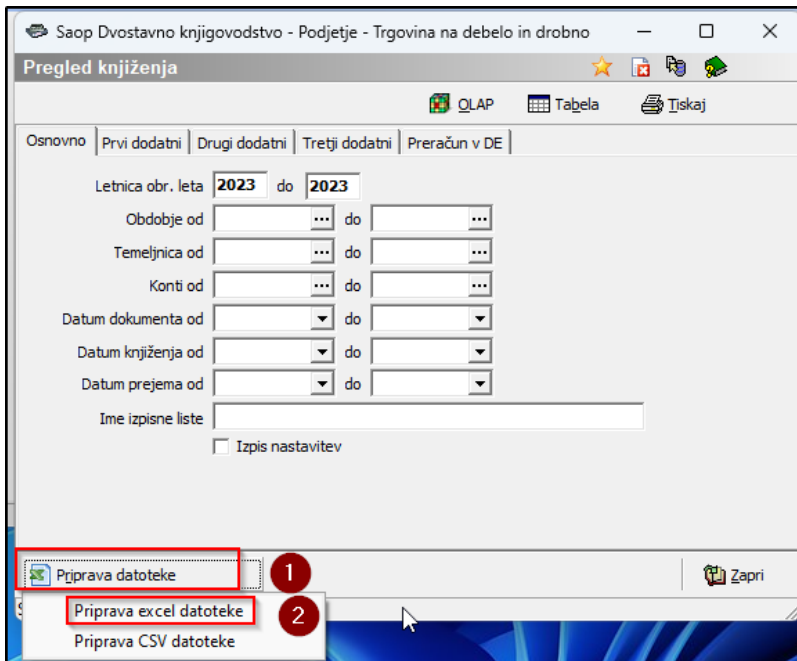 Saop Dvostavno knjigovodstvo - Podjetje - Trgovina na debelo in drobno
Pregled knjiženja
OLAP Tabela Tiskaj
Osnovno Prvi dodatni Drugi dodatni Tretji dodatni Preračun v DE
Letnica obr. leta 2023 do 2023
Obdobje od ... do ...
Temeljnica od ... do ...
Konti od ... do ...
Datum dokumenta od do
Datum knjiženja od do
Datum prejema od do
Ime izpisne liste
Izpis nastavitev
Priprava datoteke 1 Zapri
Priprava excel datoteke 2
Priprava CSV datoteke